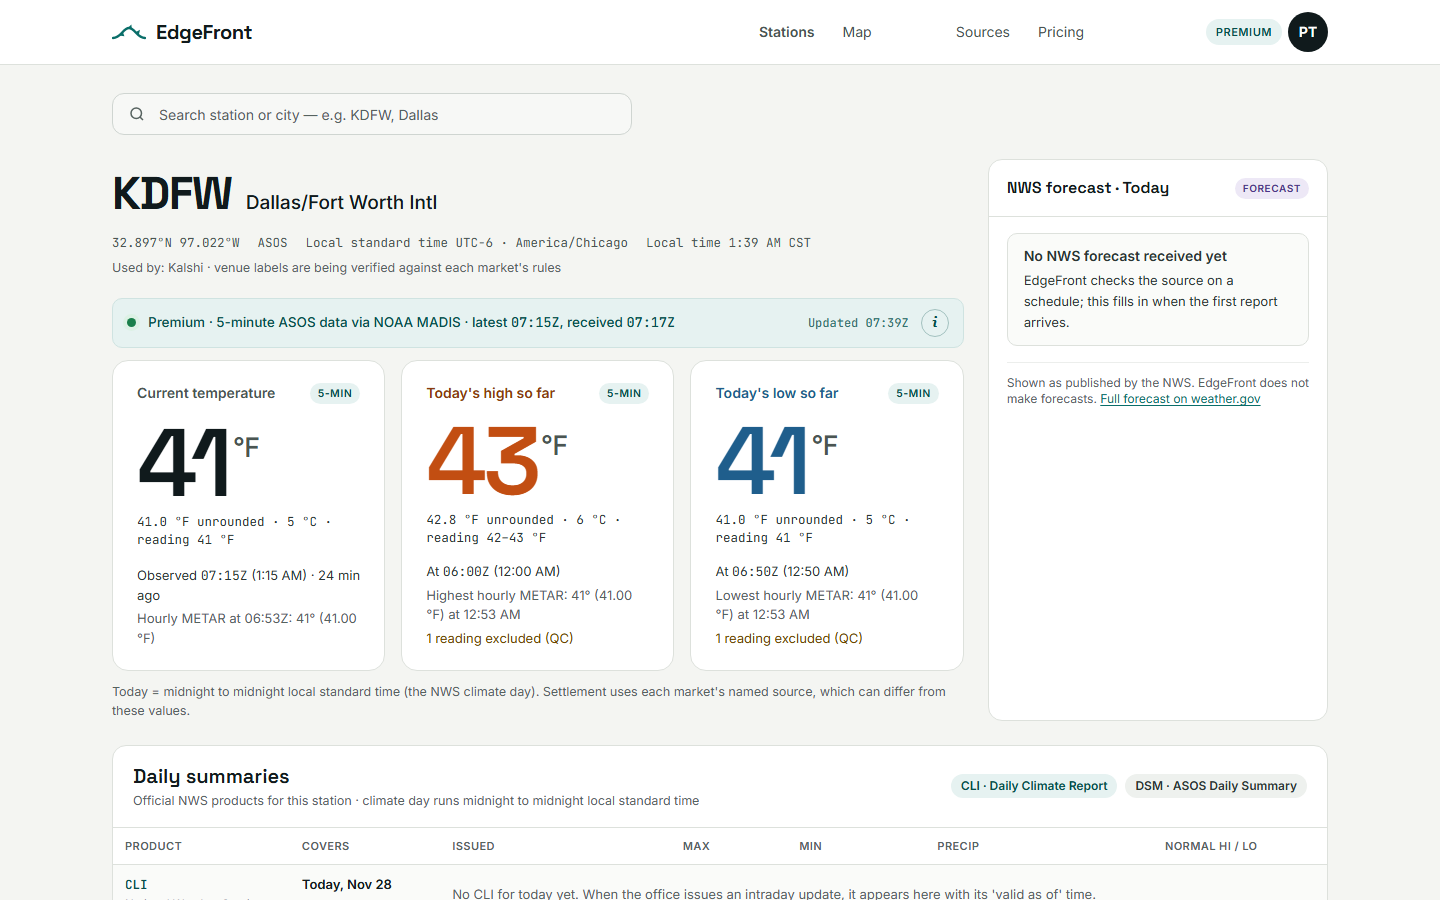 EdgeFront
Stations Map Sources Pricing
PREMIUM PT
Search station or city — e.g. KDFW, Dallas
KDFW Dallas/Fort Worth Intl
32.897°N 97.022°W ASOS Local standard time UTC-6 · America/Chicago Local time 1:39 AM CST
Used by: Kalshi · venue labels are being verified against each market's rules
Premium · 5-minute ASOS data via NOAA MADIS · latest 07:15Z, received 07:17Z Updated 07:39Z i
Current temperature 5-MIN
41°F
41.0 °F unrounded · 5 °C ·
reading 41 °F
Observed 07:15Z (1:15 AM) · 24 min
ago
Hourly METAR at 06:53Z: 41° (41.00
°F)
Today's high so far 5-MIN
43°F
42.8 °F unrounded · 6 °C ·
reading 42–43 °F
At 06:00Z (12:00 AM)
Highest hourly METAR: 41° (41.00
°F) at 12:53 AM
1 reading excluded (QC)
Today's low so far 5-MIN
41°F
41.0 °F unrounded · 5 °C ·
reading 41 °F
At 06:50Z (12:50 AM)
Lowest hourly METAR: 41° (41.00
°F) at 12:53 AM
1 reading excluded (QC)
Today = midnight to midnight local standard time (the NWS climate day). Settlement uses each market's named source, which can differ from
these values.
NWS forecast · Today FORECAST
No NWS forecast received yet
EdgeFront checks the source on a
schedule; this fills in when the first report
arrives.
Shown as published by the NWS. EdgeFront does not
make forecasts. Full forecast on weather.gov
Daily summaries
Official NWS products for this station · climate day runs midnight to midnight local standard time
CLI · Daily Climate Report DSM · ASOS Daily Summary
PRODUCT COVERS ISSUED MAX MIN PRECIP NORMAL HI / LO
CLI Today, Nov 28
No CLI for today yet. When the office issues an intraday update, it appears here with its 'valid as of' time.